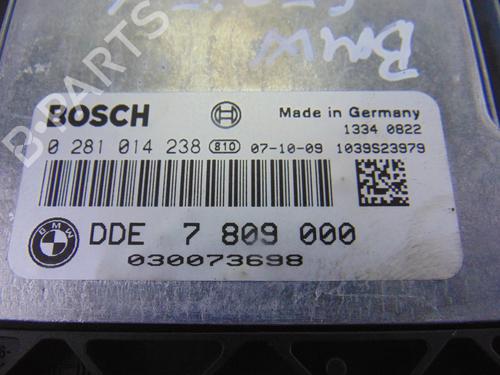 B-PARTS
BMW
BOSCH
Made in Germany
1334 0822
0 281 014 238 810 07-10-09 1039S23979
BMW DDE 7 809 000
030073698